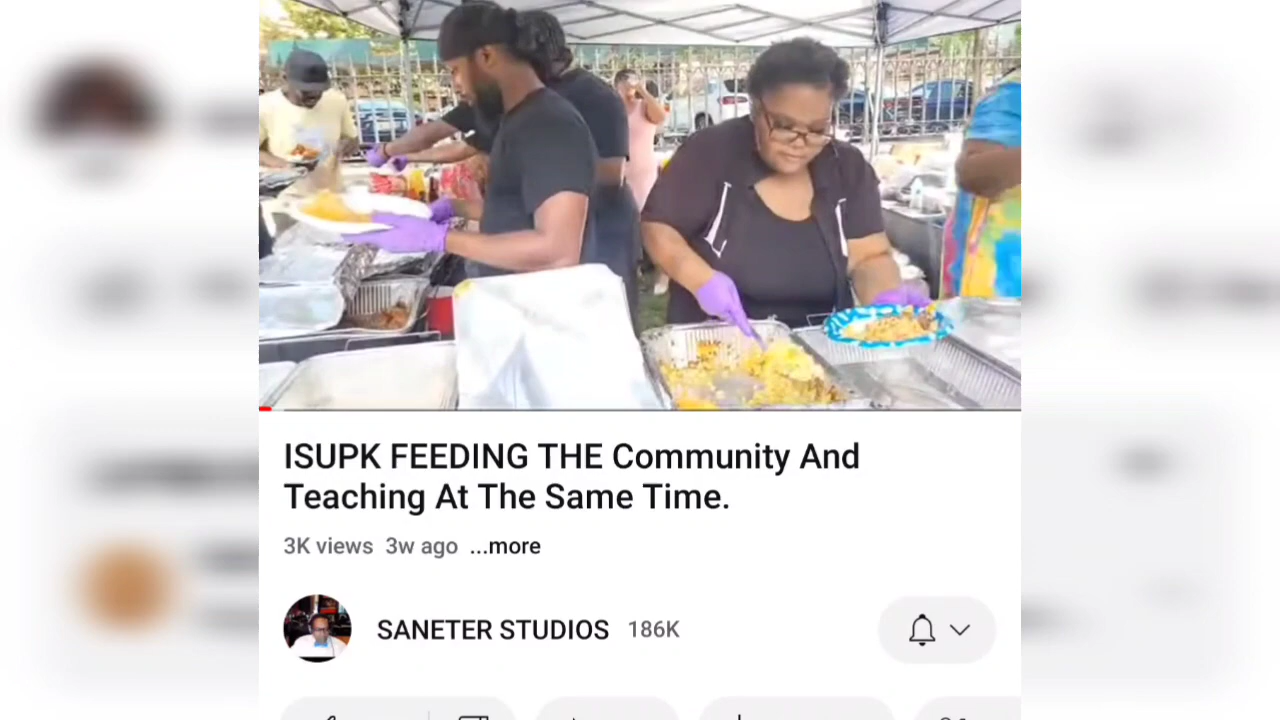 ISUPK FEEDING THE Community And
Teaching At The Same Time.
3K views 3w ago ...more
SANETER STUDIOS 186K